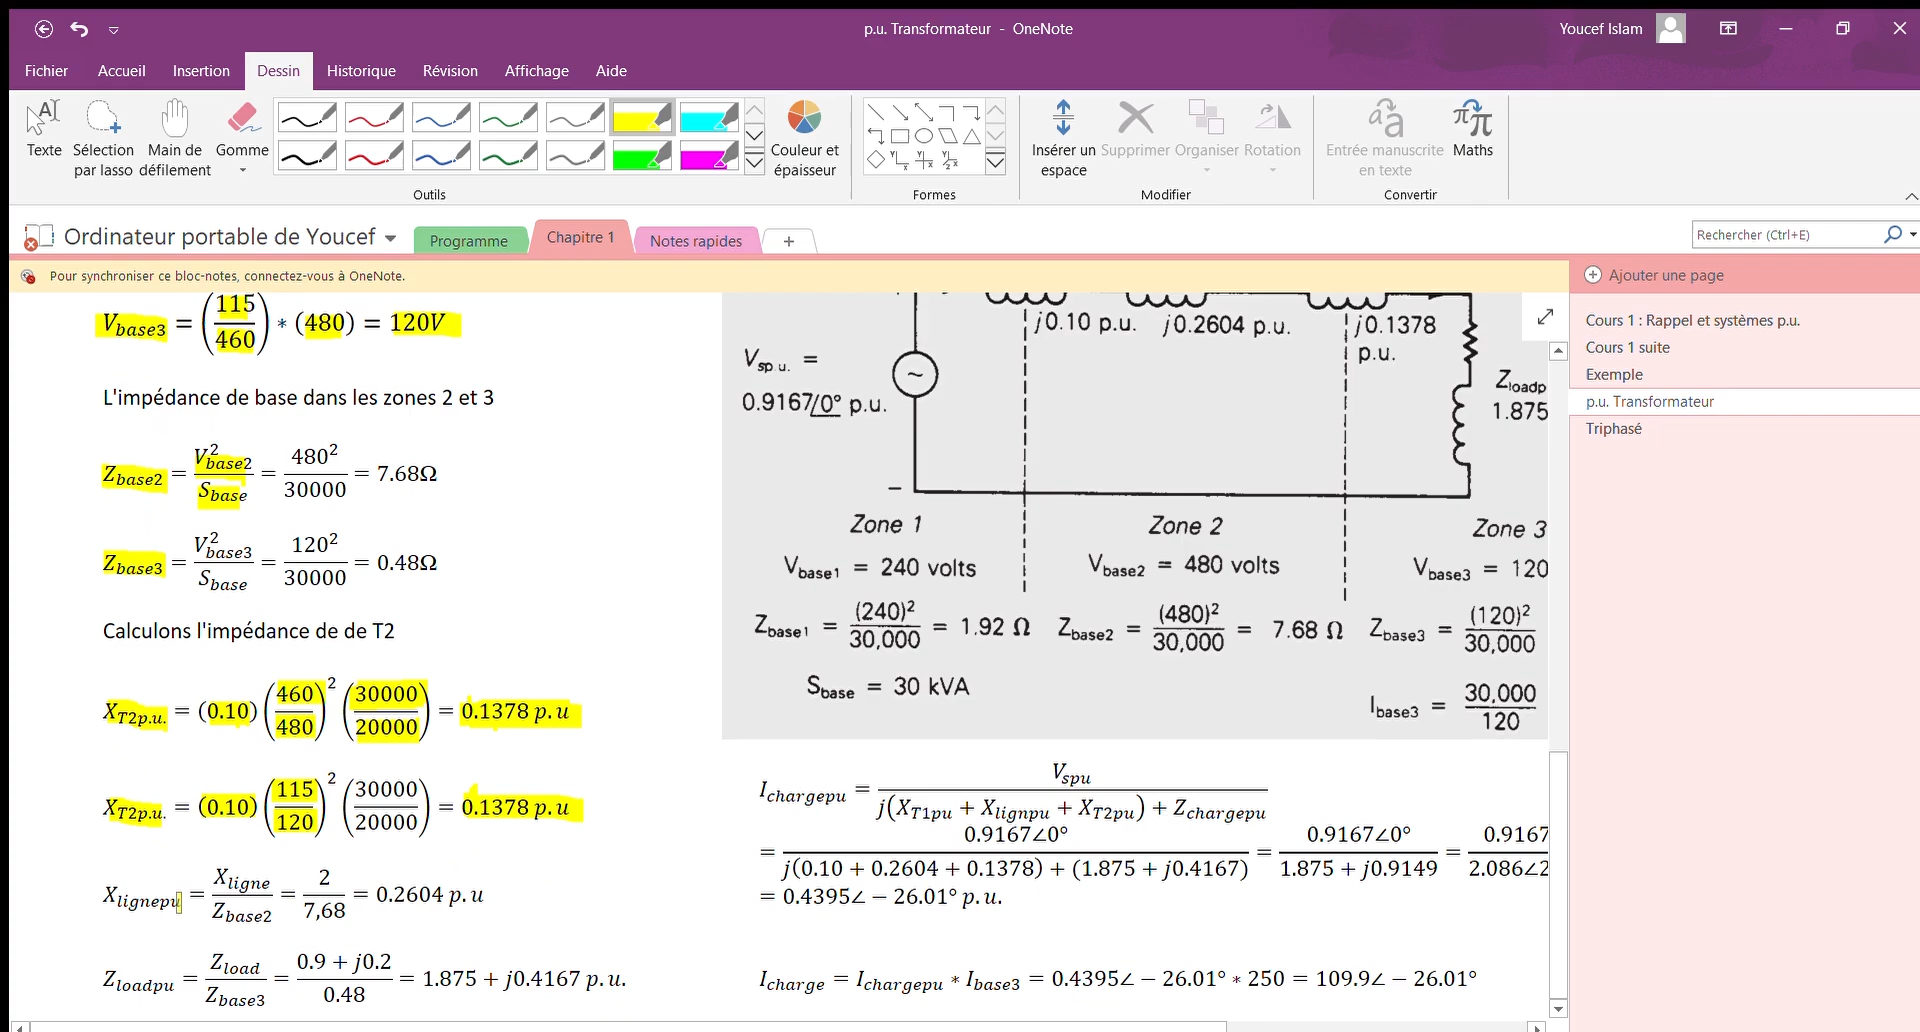 p.u. Transformateur - OneNote
Youcef Islam
Fichier Accueil Insertion Dessin Historique Révision Affichage Aide
Texte
Sélection par lasso
Main de défilement
Gomme
Couleur et épaisseur
Insérer un espace
Supprimer
Organiser
Rotation
Entrée manuscrite en texte
Maths
Outils
Formes
Modifier
Convertir
Ordinateur portable de Youcef
Programme
Chapitre 1
Notes rapides
+
Rechercher (Ctrl+E)
Pour synchroniser ce bloc-notes, connectez-vous à OneNote.
Ajouter une page
Cours 1 : Rappel et systèmes p.u.
Cours 1 suite
Exemple
p.u. Transformateur
Triphasé
V_base3 = (115/460) * (480) = 120V
L'impédance de base dans les zones 2 et 3
Z_base2 = V²_base2/S_base = 480²/30000 = 7.68Ω
Z_base3 = V²_base3/S_base = 120²/30000 = 0.48Ω
Calculons l'impédance de de T2
X_T2p.u. = (0.10) (460/480)² (30000/20000) = 0.1378 p.u
X_T2p.u. = (0.10) (115/120)² (30000/20000) = 0.1378 p.u
X_lignepu = X_ligne/Z_base2 = 2/7,68 = 0.2604 p.u
Z_loadpu = Z_load/Z_base3 = (0.9 + j0.2)/0.48 = 1.875 + j0.4167 p.u.
j0.10 p.u. j0.2604 p.u. j0.1378 p.u.
V_sp.u. =
0.9167/0° p.u.
~
−
Z_loadp
1.875
Zone 1 Zone 2 Zone 3
V_base1 = 240 volts V_base2 = 480 volts V_base3 = 120
Z_base1 = (240)²/30,000 = 1.92 Ω Z_base2 = (480)²/30,000 = 7.68 Ω Z_base3 = (120)²/30,000
S_base = 30 kVA
I_base3 = 30,000/120
I_chargepu = V_spu/(j(X_T1pu + X_lignpu + X_T2pu) + Z_chargepu)
= 0.9167∠0°/(j(0.10 + 0.2604 + 0.1378) + (1.875 + j0.4167)) = 0.9167∠0°/(1.875 + j0.9149) = 0.9167/2.086∠2
= 0.4395∠ − 26.01° p.u.
I_charge = I_chargepu * I_base3 = 0.4395∠ − 26.01° * 250 = 109.9∠ − 26.01°